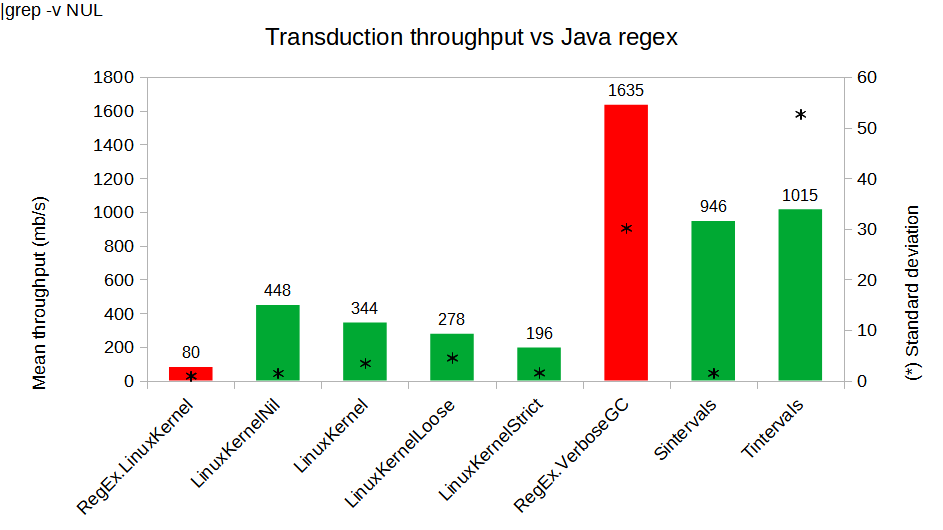 |grep -v NUL
Transduction throughput vs Java regex
Mean throughput (mb/s)
1800
1600
1400
1200
1000
800
600
400
200
0
80
448
344
278
196
1635
946
1015
60
50
40
30
20
10
0
(*) Standard deviation
RegEx.LinuxKernel
LinuxKernelNil
LinuxKernel
LinuxKernelLoose
LinuxKernelStrict
RegEx.VerboseGC
Sintervals
Tintervals